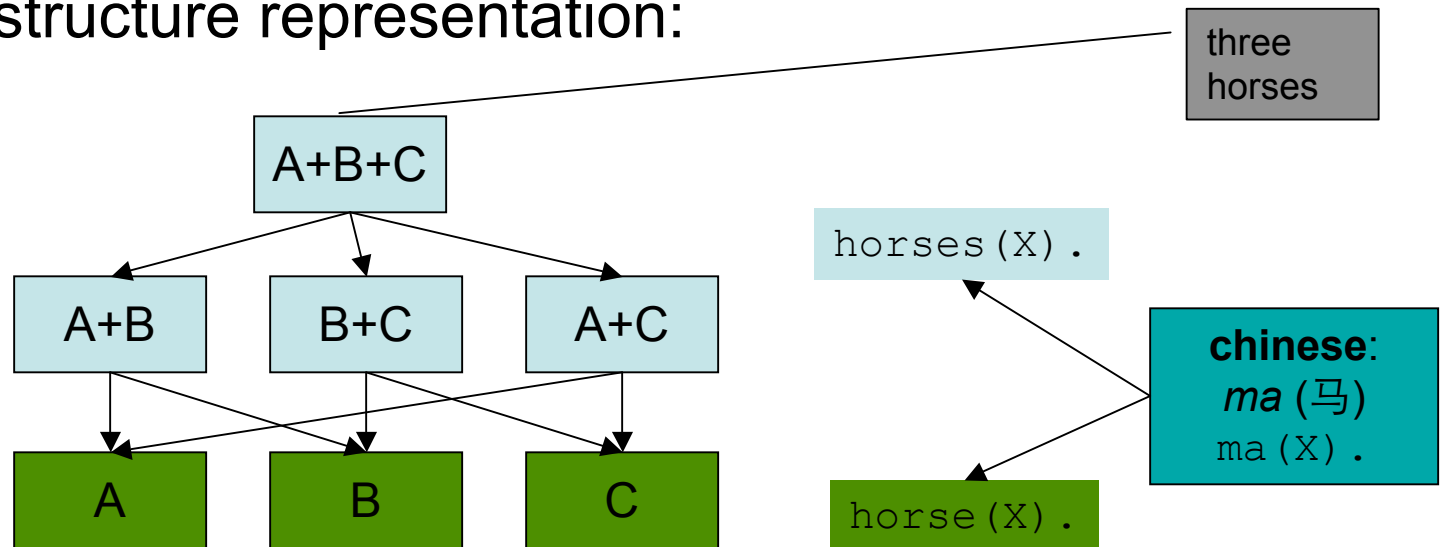 structure representation:
three
horses
A+B+C
horses(X).
A+B
B+C
A+C
chinese:
ma (马)
ma(X).
A
B
C
horse(X).